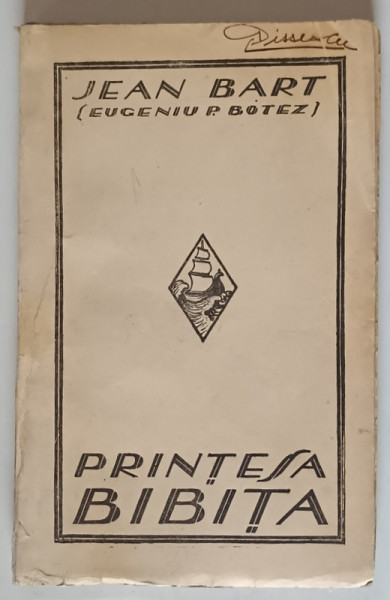 JEAN BART
(EUGENIU P. BOTEZ)
PRINȚESA
BIBIȚA